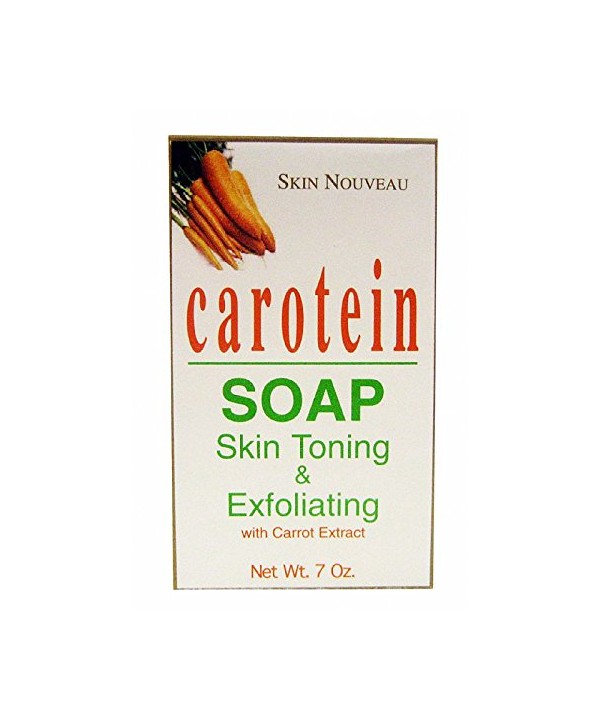 SKIN NOUVEAU
carotein
SOAP
Skin Toning
&
Exfoliating
with Carrot Extract
Net Wt. 7 Oz.